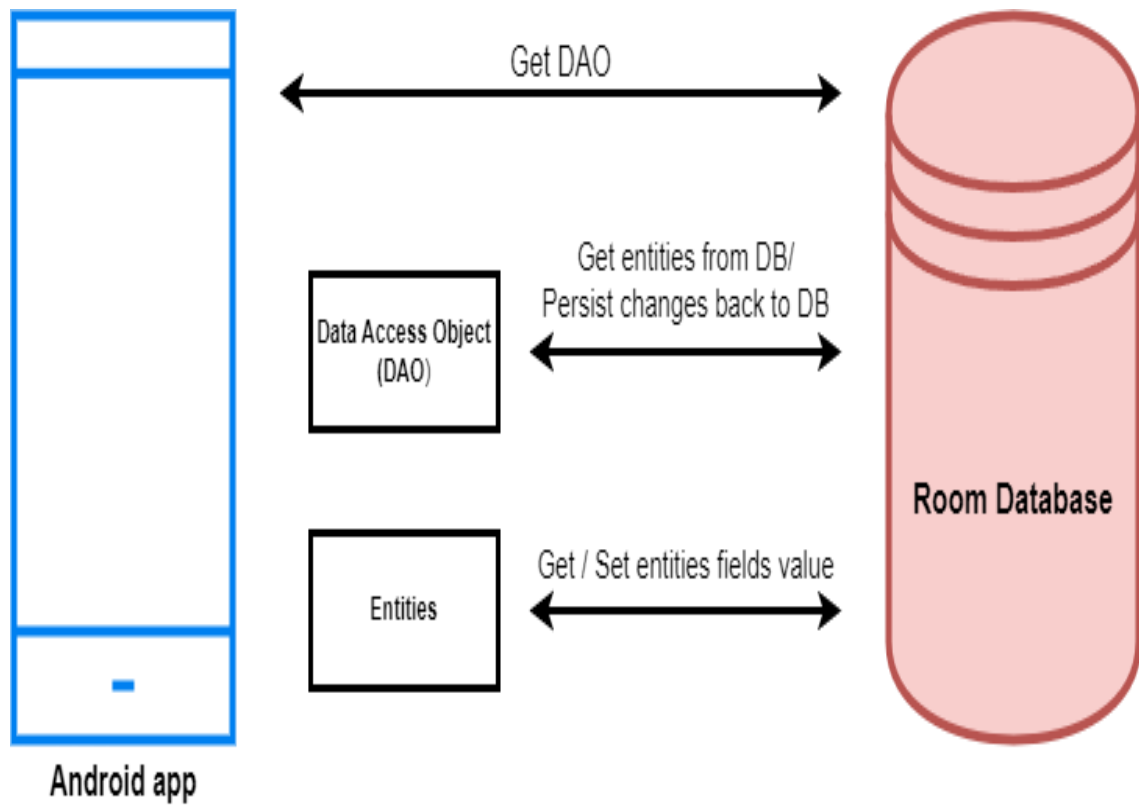 Get DAO
Get entities from DB/
Persist changes back to DB
Data Access Object
(DAO)
Room Database
Get / Set entities fields value
Entities
Android app